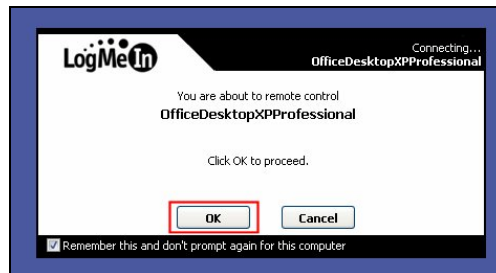 LogMeIn
Connecting...
OfficeDesktopXPProfessional
You are about to remote control
OfficeDesktopXPProfessional
Click OK to proceed.
OK
Cancel
Remember this and don't prompt again for this computer